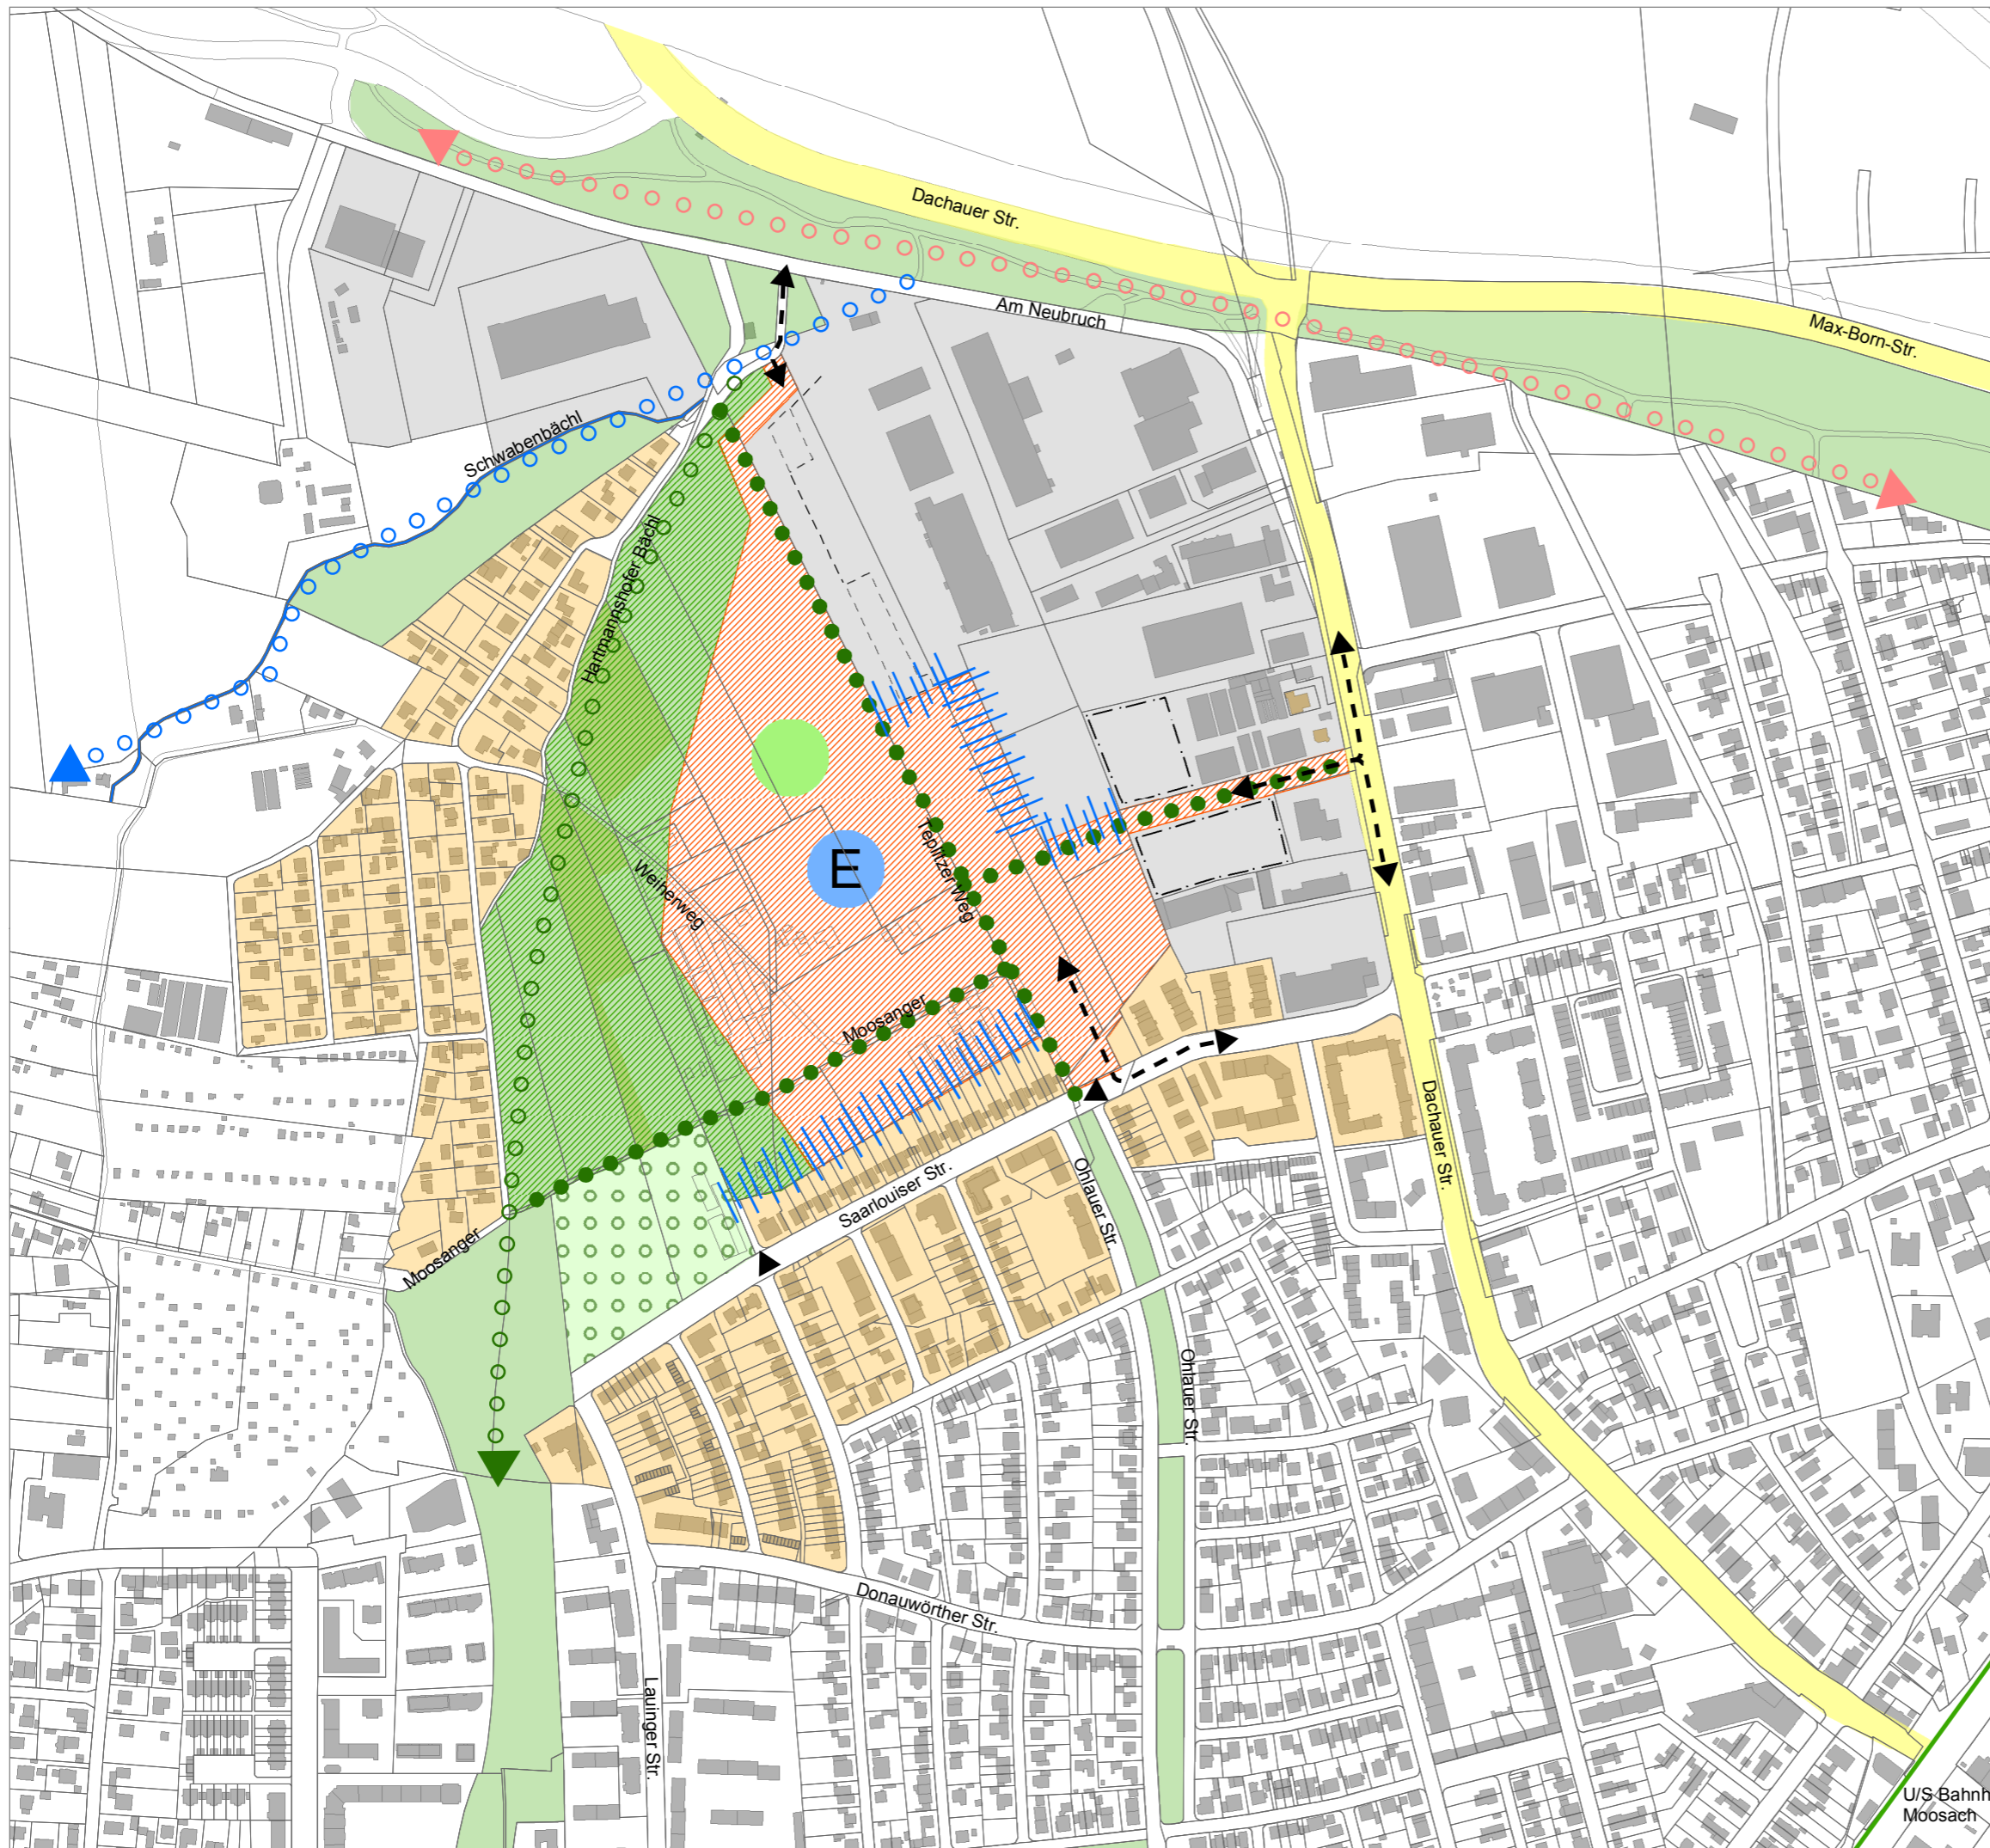 Dachauer Str.
Am Neubruch
Max-Born-Str.
Schwabenbächl
Hartmannshofer Bächl
Weiherweg
E
Teplitzer Weg
Moosanger
Dachauer Str.
Saarlouiser Str.
Ohlauer Str.
Moosanger
Ohlauer Str.
Donauwörther Str.
Lauinger Str.
U/S Bahnh
Moosach